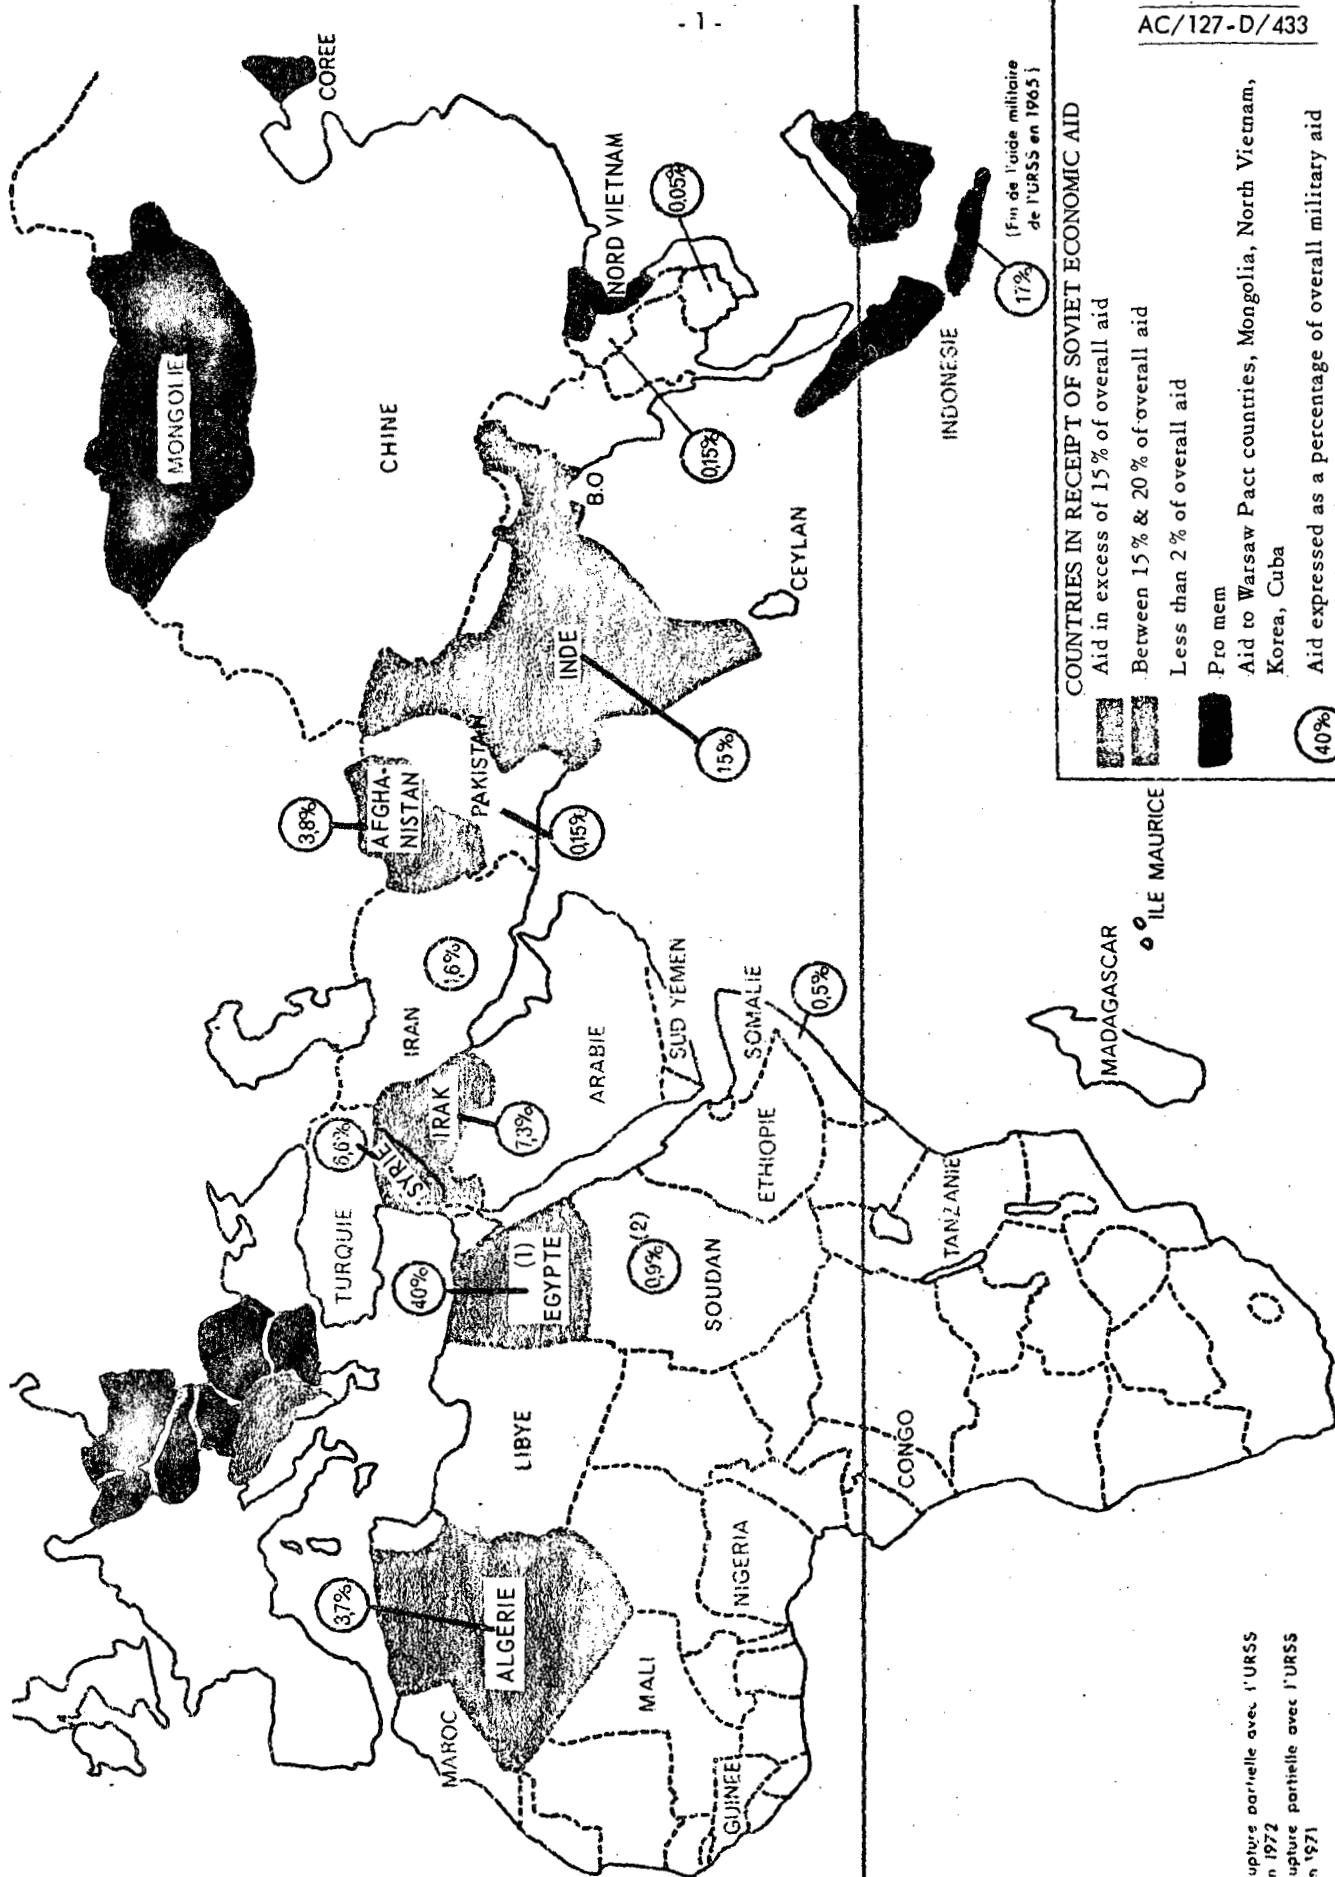 - 1 -
AC/127-D/433
COREE
MONGOLIE
CHINE
NORD VIETNAM
0,05%
0,15%
(Fin de l'aide militaire
de l'URSS en 1965)
17%
INDONESIE
B.O
CEYLAN
INDE
15%
AFGHA-
NISTAN
3,8%
PAKISTAN
0,15%
IRAN
1,6%
IRAK
7,3%
SYRIE
6,6%
TURQUIE
ARABIE
SUD YEMEN
SOMALIE
0,5%
ETHIOPIE
(1)
EGYPTE
40%
0,9% (2)
SOUDAN
LIBYE
ALGERIE
3,7%
MAROC
MALI
GUINEE
NIGERIA
CONGO
TANZANIE
MADAGASCAR
ILE MAURICE
COUNTRIES IN RECEIPT OF SOVIET ECONOMIC AID
Aid in excess of 15% of overall aid
Between 15% & 20% of overall aid
Less than 2% of overall aid
Pro mem
Aid to Warsaw Pact countries, Mongolia, North Vietnam,
Korea, Cuba
40% Aid expressed as a percentage of overall military aid
upture partielle avec l'URSS
n 1972
upture partielle avec l'URSS
n 1971